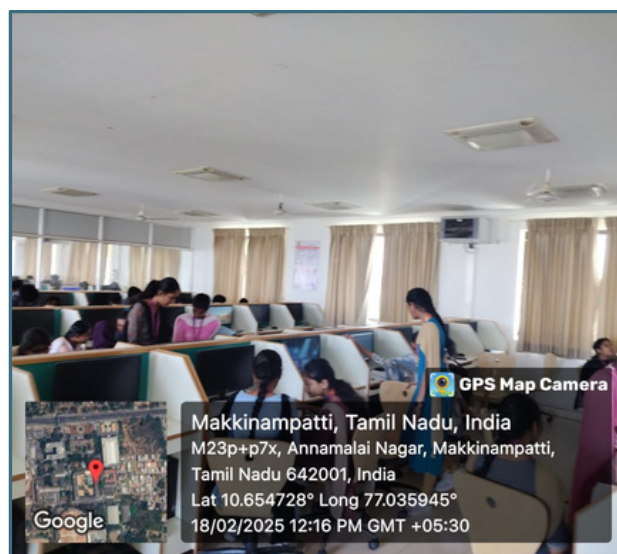 GPS Map Camera
Makkinampatti, Tamil Nadu, India
M23p+p7x, Annamalai Nagar, Makkinampatti,
Tamil Nadu 642001, India
Lat 10.654728° Long 77.035945°
18/02/2025 12:16 PM GMT +05:30
Google